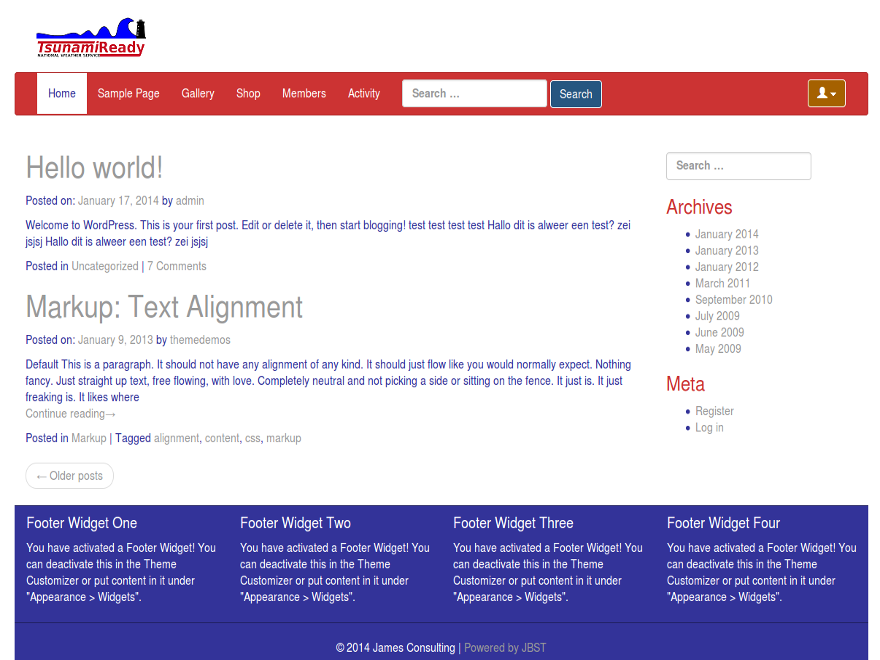 TsunamiReady
NATIONAL WEATHER SERVICE
Home Sample Page Gallery Shop Members Activity Search ... Search
Hello world!
Posted on: January 17, 2014 by admin
Welcome to WordPress. This is your first post. Edit or delete it, then start blogging! test test test test Hallo dit is alweer een test? zei
jsjsj Hallo dit is alweer een test? zei jsjsj
Posted in Uncategorized | 7 Comments
Markup: Text Alignment
Posted on: January 9, 2013 by themedemos
Default This is a paragraph. It should not have any alignment of any kind. It should just flow like you would normally expect. Nothing
fancy. Just straight up text, free flowing, with love. Completely neutral and not picking a side or sitting on the fence. It just is. It just
freaking is. It likes where
Continue reading→
Posted in Markup | Tagged alignment, content, css, markup
← Older posts
Search ...
Archives
January 2014
January 2013
January 2012
March 2011
September 2010
July 2009
June 2009
May 2009
Meta
Register
Log in
Footer Widget One
You have activated a Footer Widget! You
can deactivate this in the Theme
Customizer or put content in it under
"Appearance > Widgets".
Footer Widget Two
You have activated a Footer Widget! You
can deactivate this in the Theme
Customizer or put content in it under
"Appearance > Widgets".
Footer Widget Three
You have activated a Footer Widget! You
can deactivate this in the Theme
Customizer or put content in it under
"Appearance > Widgets".
Footer Widget Four
You have activated a Footer Widget! You
can deactivate this in the Theme
Customizer or put content in it under
"Appearance > Widgets".
© 2014 James Consulting | Powered by JBST